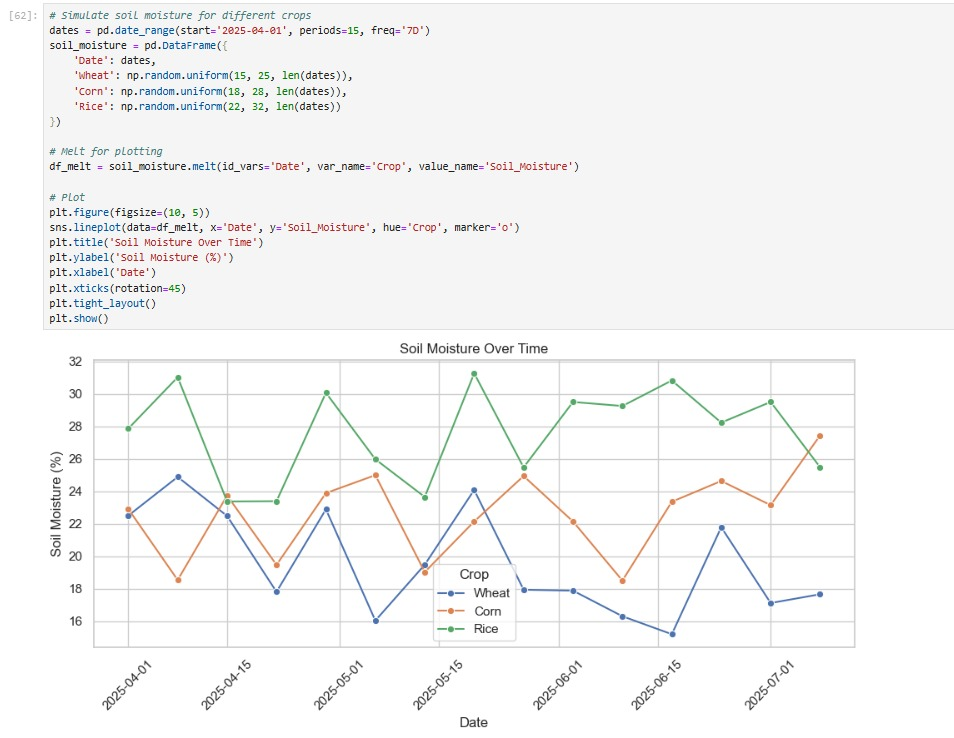 [62]:
# Simulate soil moisture for different crops
dates = pd.date_range(start='2025-04-01', periods=15, freq='7D')
soil_moisture = pd.DataFrame({
    'Date': dates,
    'Wheat': np.random.uniform(15, 25, len(dates)),
    'Corn': np.random.uniform(18, 28, len(dates)),
    'Rice': np.random.uniform(22, 32, len(dates))
})
# Melt for plotting
df_melt = soil_moisture.melt(id_vars='Date', var_name='Crop', value_name='Soil_Moisture')
# Plot
plt.figure(figsize=(10, 5))
sns.lineplot(data=df_melt, x='Date', y='Soil_Moisture', hue='Crop', marker='o')
plt.title('Soil Moisture Over Time')
plt.ylabel('Soil Moisture (%)')
plt.xlabel('Date')
plt.xticks(rotation=45)
plt.tight_layout()
plt.show()
Soil Moisture Over Time
Soil Moisture (%)
32
30
28
26
24
22
20
18
16
Crop
Wheat
Corn
Rice
2025-04-01
2025-04-15
2025-05-01
2025-05-15
2025-06-01
2025-06-15
2025-07-01
Date